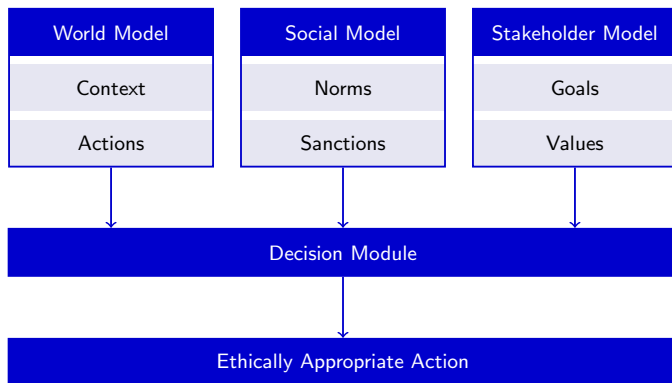 World Model
Context
Actions
Social Model
Norms
Sanctions
Stakeholder Model
Goals
Values
Decision Module
Ethically Appropriate Action